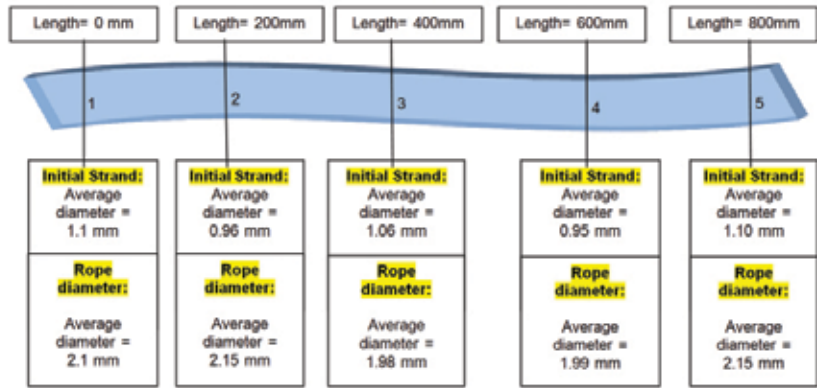 Length= 0 mm
Length= 200mm
Length= 400mm
Length= 600mm
Length= 800mm
1
2
3
4
5
Initial Strand:
Average
diameter =
1.1 mm
Rope
diameter:
Average
diameter =
2.1 mm
Initial Strand:
Average
diameter =
0.96 mm
Rope
diameter:
Average
diameter =
2.15 mm
Initial Strand:
Average
diameter =
1.06 mm
Rope
diameter:
Average
diameter =
1.98 mm
Initial Strand:
Average
diameter =
0.95 mm
Rope
diameter:
Average
diameter =
1.99 mm
Initial Strand:
Average
diameter =
1.10 mm
Rope
diameter:
Average
diameter =
2.15 mm